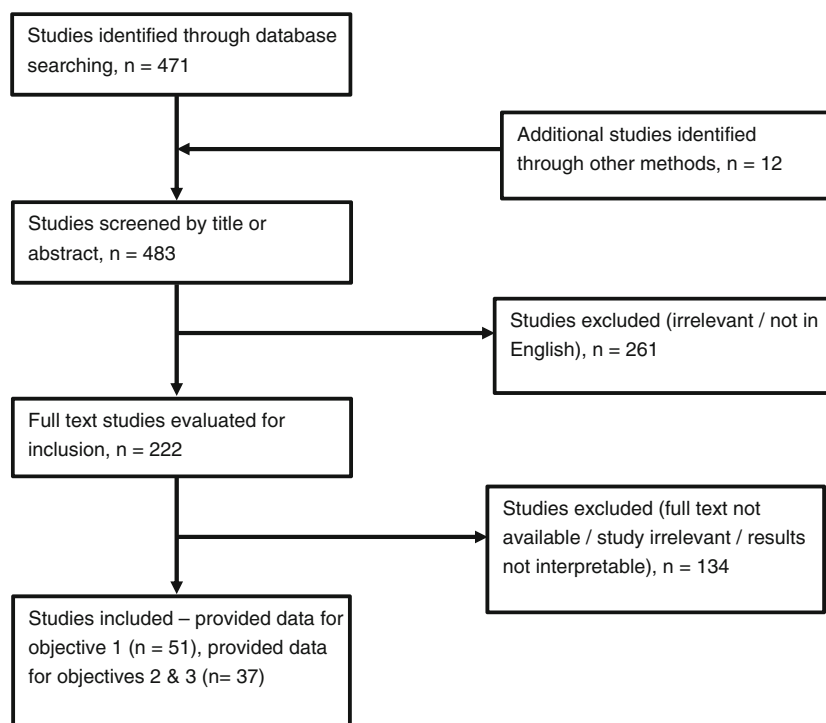 Studies identified through database
searching, n = 471
Additional studies identified
through other methods, n = 12
Studies screened by title or
abstract, n = 483
Studies excluded (irrelevant / not in
English), n = 261
Full text studies evaluated for
inclusion, n = 222
Studies excluded (full text not
available / study irrelevant / results
not interpretable), n = 134
Studies included – provided data for
objective 1 (n = 51), provided data
for objectives 2 & 3 (n= 37)